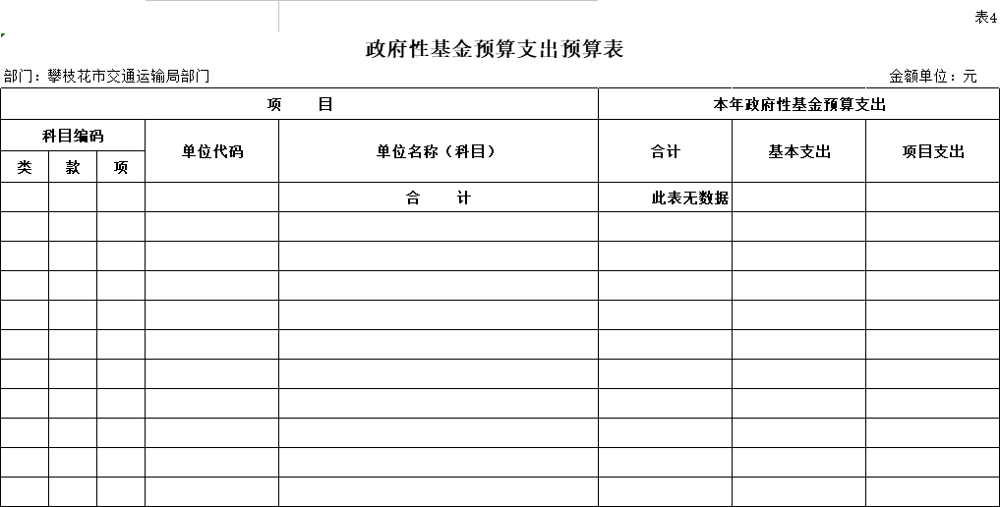 表4
政府性基金预算支出预算表
部门：攀枝花市交通运输局部门 金额单位：元
项 目 本年政府性基金预算支出
科目编码 单位代码 单位名称（科目） 合计 基本支出 项目支出
类 款 项
合 计 此表无数据